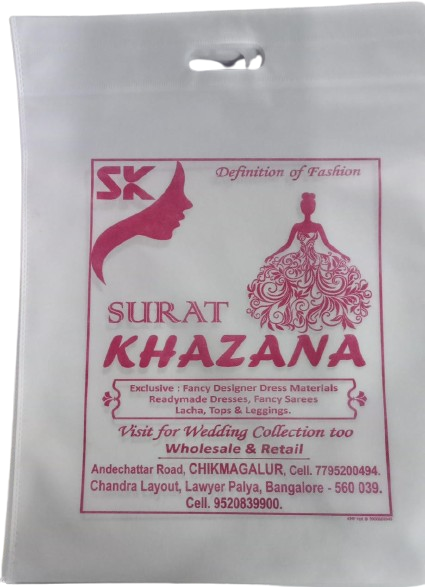 SK
Definition of Fashion
SURAT
KHAZANA
Exclusive : Fancy Designer Dress Materials
Readymade Dresses, Fancy Sarees
Lacha, Tops & Leggings.
Visit for Wedding Collection too
Wholesale & Retail
Andechattar Road, CHIKMAGALUR, Cell. 7795200494.
Chandra Layout, Lawyer Palya, Bangalore - 560 039.
Cell. 9520839900.